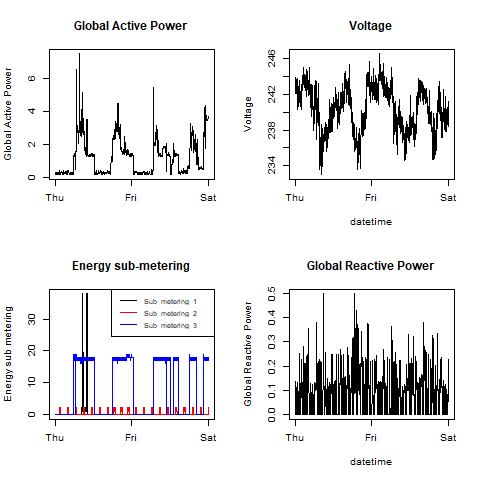 Global Active Power
Global Active Power
0 2 4 6
Thu Fri Sat
Voltage
Voltage
234 238 242 246
Thu Fri Sat
datetime
Energy sub-metering
Energy sub metering
0 10 20 30
Sub metering 1
Sub metering 2
Sub metering 3
Thu Fri Sat
Global Reactive Power
Global Reactive Power
0.0 0.1 0.2 0.3 0.4 0.5
Thu Fri Sat
datetime